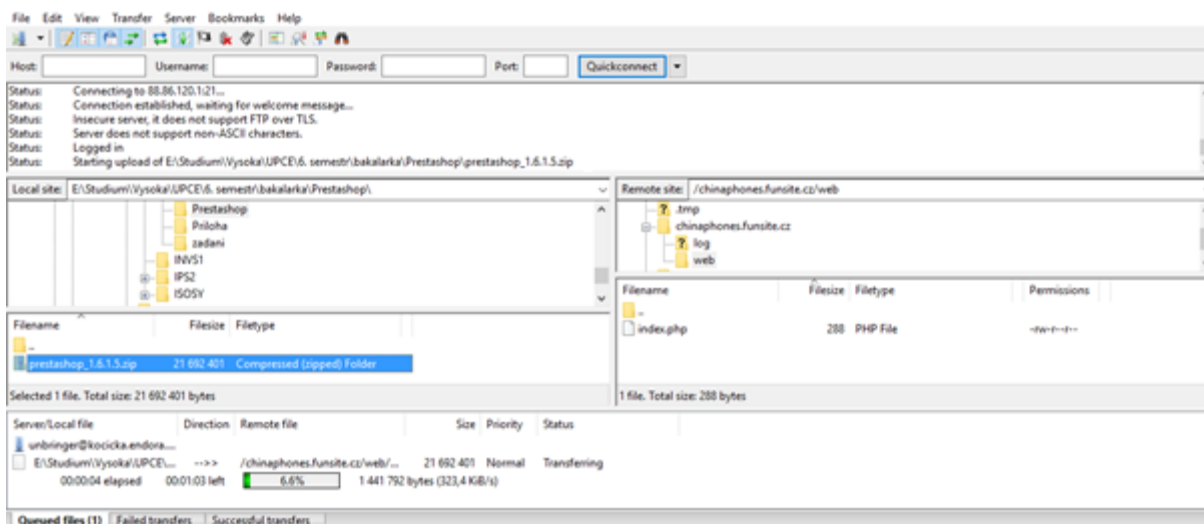 File Edit View Transfer Server Bookmarks Help
Host: Username: Password: Port: Quickconnect
Status: Connecting to 88.86.120.1:21...
Status: Connection established, waiting for welcome message...
Status: Insecure server, it does not support FTP over TLS.
Status: Server does not support non-ASCII characters.
Status: Logged in
Status: Starting upload of E:\Studium\Vysoka\UPCE\6. semestr\bakalarka\Prestashop\prestashop_1.6.1.5.zip
Local site: E:\Studium\Vysoka\UPCE\6. semestr\bakalarka\Prestashop\
Prestashop
Priloha
zadani
INVS1
IPS2
ISOSY
Filename Filesize Filetype
..
prestashop_1.6.1.5.zip 21 692 401 Compressed (zipped) Folder
Selected 1 file. Total size: 21 692 401 bytes
Remote site: /chinaphones.funsite.cz/web
.tmp
chinaphones.funsite.cz
log
web
Filename Filesize Filetype Permissions
..
index.php 288 PHP File -rw-r--r--
1 file. Total size: 288 bytes
Server/Local file Direction Remote file Size Priority Status
unbringer@kocicka.endora....
E:\Studium\Vysoka\UPCE\... -->> /chinaphones.funsite.cz/web/... 21 692 401 Normal Transferring
00:00:04 elapsed 00:01:03 left 6.6% 1 441 792 bytes (323,4 KiB/s)
Queued files (1) Failed transfers Successful transfers